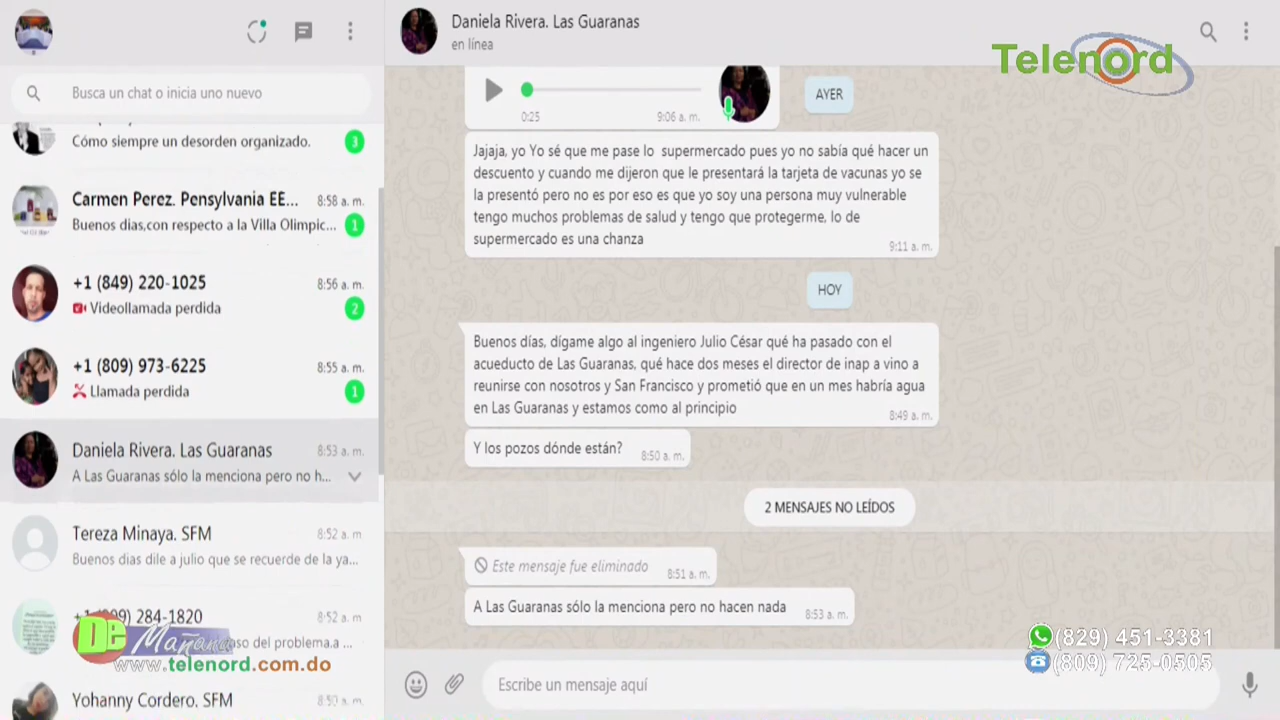 Busca un chat o inicia uno nuevo
Cómo siempre un desorden organizado.
3
Carmen Perez. Pensylvania EE...
8:58 a. m.
Buenos dias,con respecto a la Villa Olimpic...
1
+1 (849) 220-1025
8:56 a. m.
Videollamada perdida
2
+1 (809) 973-6225
8:55 a. m.
Llamada perdida
1
Daniela Rivera. Las Guaranas
8:53 a. m.
A Las Guaranas sólo la menciona pero no h...
Tereza Minaya. SFM
8:52 a. m
Buenos dias dile a julio que se recuerde de la ya...
284-1820
8:52 a. m
del problema.a ...
De Mañana
www.telenord.com.do
Yohanny Cordero. SFM
8:50 a. m.
Daniela Rivera. Las Guaranas
en línea
Telenord
0:25
9:06 a. m.
AYER
Jajaja, yo Yo sé que me pase lo supermercado pues yo no sabía qué hacer un
descuento y cuando me dijeron que le presentará la tarjeta de vacunas yo se
la presentó pero no es por eso es que yo soy una persona muy vulnerable
tengo muchos problemas de salud y tengo que protegerme, lo de
supermercado es una chanza
9:11 a. m.
HOY
Buenos días, dígame algo al ingeniero Julio César qué ha pasado con el
acueducto de Las Guaranas, qué hace dos meses el director de inap a vino a
reunirse con nosotros y San Francisco y prometió que en un mes habría agua
en Las Guaranas y estamos como al principio
8:49 a. m.
Y los pozos dónde están?
8:50 a. m.
2 MENSAJES NO LEÍDOS
Este mensaje fue eliminado
8:51 a. m.
A Las Guaranas sólo la menciona pero no hacen nada
8:53 a. m.
(829) 451-3381
(809) 725-0505
Escribe un mensaje aquí